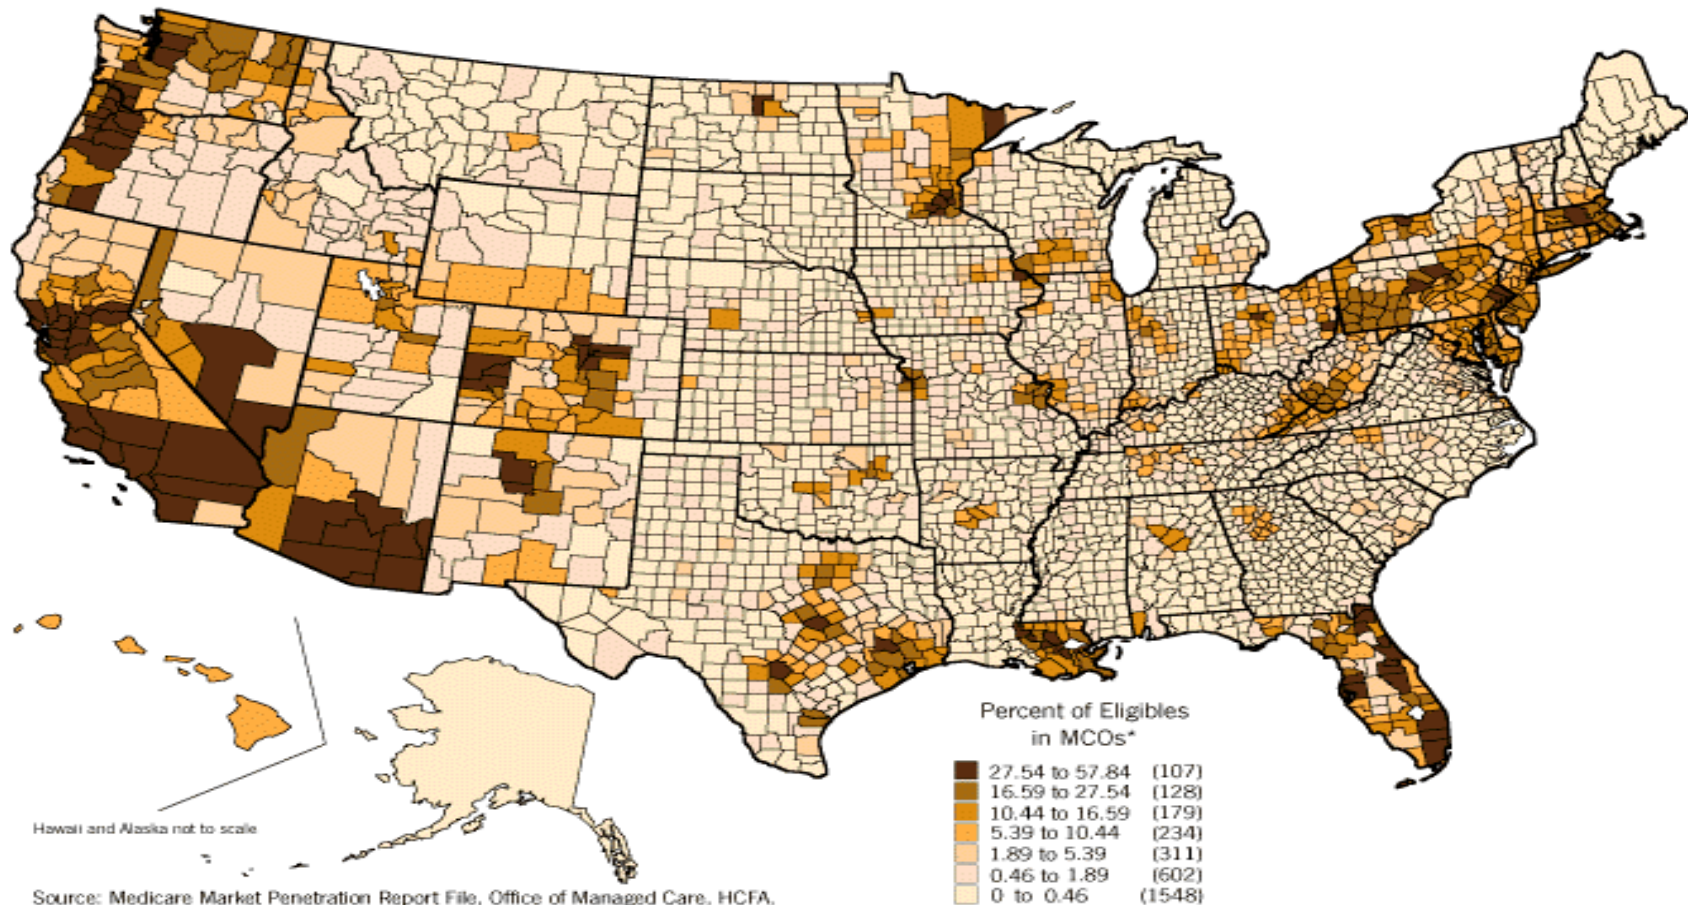 Hawaii and Alaska not to scale
Percent of Eligibles
in MCOs*
27.54 to 57.84 (107)
16.59 to 27.54 (128)
10.44 to 16.59 (179)
5.39 to 10.44 (234)
1.89 to 5.39 (311)
0.46 to 1.89 (602)
0 to 0.46 (1548)
Source: Medicare Market Penetration Report File, Office of Managed Care, HCFA.